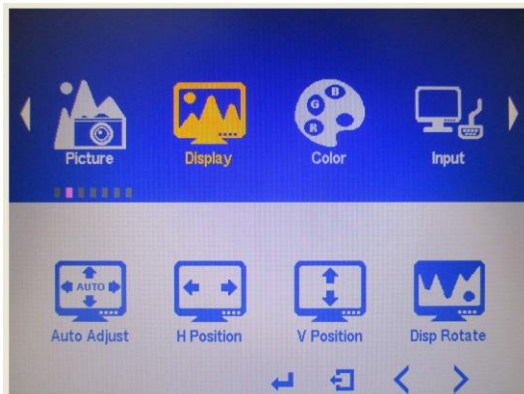 Picture
Display
Color
Input
B
G
R
AUTO
Auto Adjust
H Position
V Position
Disp Rotate